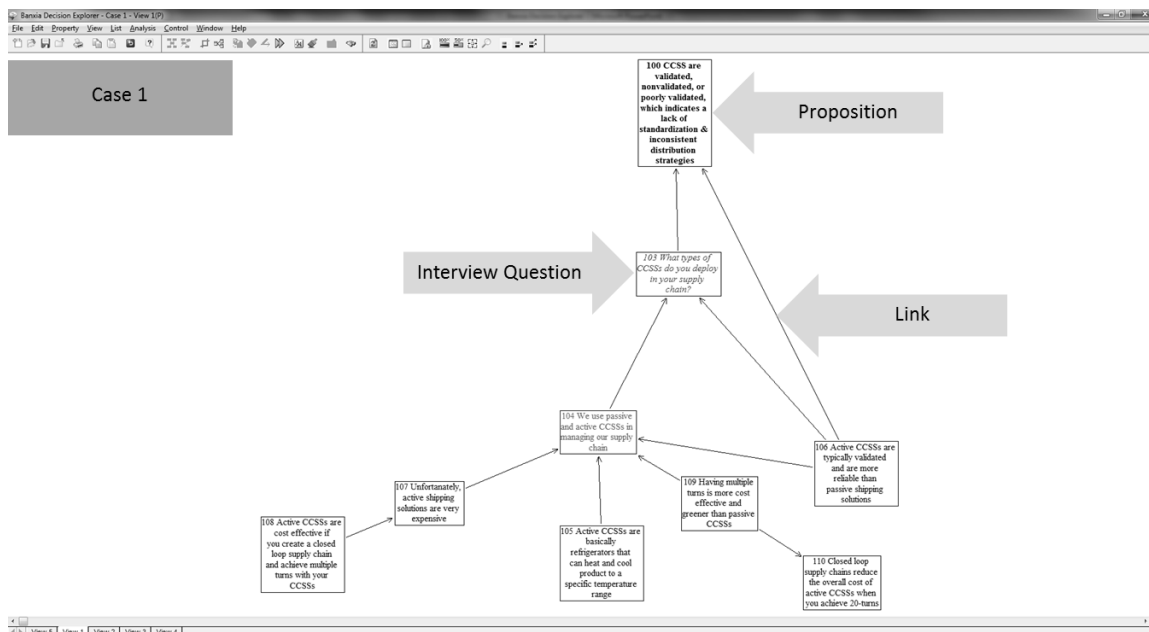 Banxia Decision Explorer - Case 1 - View 1(P)
File Edit Property View List Analysis Control Window Help
Case 1
100 CCSS are
validated,
nonvalidated, or
poorly validated,
which indicates a
lack of
standardization &
inconsistent
distribution
strategies
Proposition
Interview Question
103 What types of
CCSSs do you deploy
in your supply
chain?
Link
104 We use passive
and active CCSSs in
managing our supply
chain
106 Active CCSSs are
typically validated
and are more
reliable than
passive shipping
solutions
107 Unfortanately,
active shipping
solutions are very
expensive
109 Having multiple
turns is more cost
effective and
greener than passive
CCSSs
108 Active CCSSs are
cost effective if
you create a closed
loop supply chain
and achieve multiple
turns with your
CCSSs
105 Active CCSSs are
basically
refrigerators that
can heat and cool
product to a
specific temperature
range
110 Closed loop
supply chains reduce
the overall cost of
active CCSSs when
you achieve 20-turns
View 1 View 2 View 3 View 4